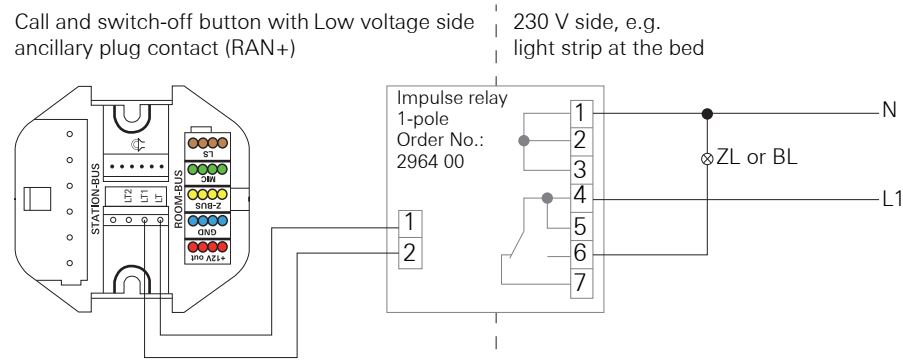 Call and switch-off button with
ancillary plug contact (RAN+)
Low voltage side
230 V side, e.g.
light strip at the bed
Impulse relay
1-pole
Order No.:
2964 00
1
2
3
4
5
6
7
1
2
N
ZL or BL
L1
STATION-BUS
LT2
LT1
LT
ROOM-BUS
LS
MIC
Z-BUS
GND
+12V out